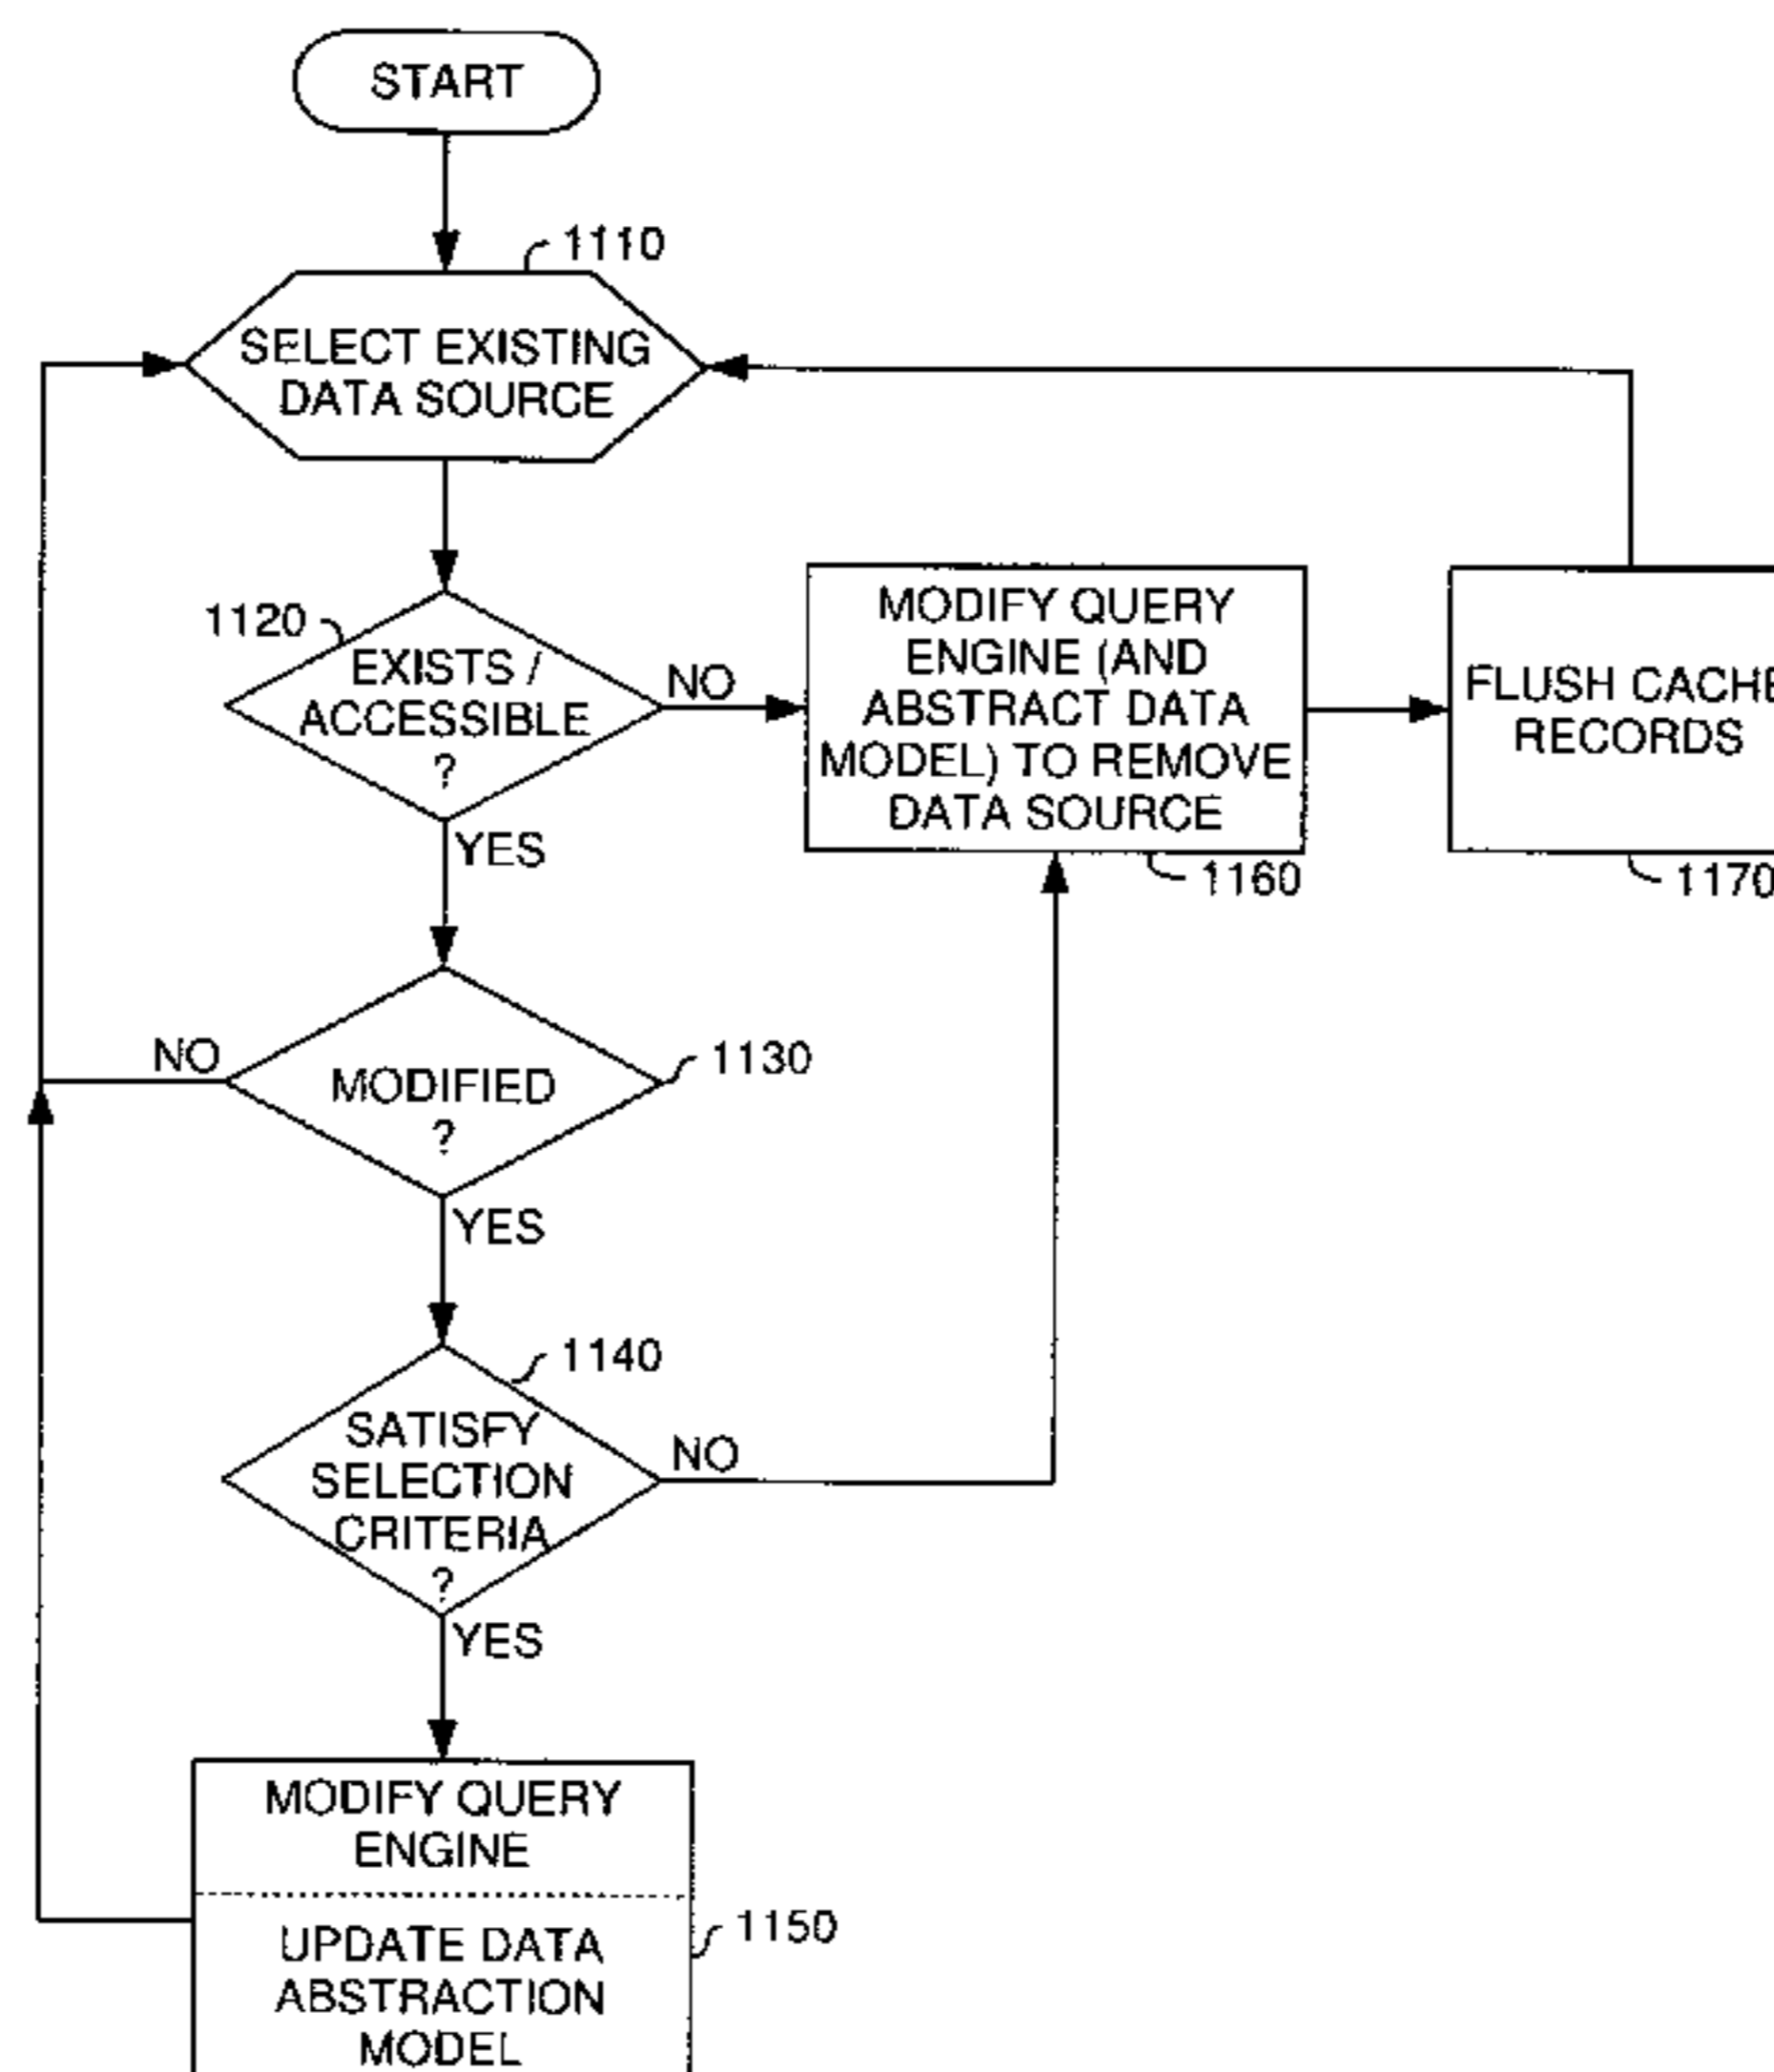 START
1110
SELECT EXISTING
DATA SOURCE
1120
EXISTS /
ACCESSIBLE
?
NO
YES
MODIFY QUERY
ENGINE (AND
ABSTRACT DATA
MODEL) TO REMOVE
DATA SOURCE
1160
FLUSH CACHE
RECORDS
1170
NO
MODIFIED
?
1130
YES
1140
SATISFY
SELECTION
CRITERIA
?
NO
YES
MODIFY QUERY
ENGINE
UPDATE DATA
ABSTRACTION
MODEL
1150